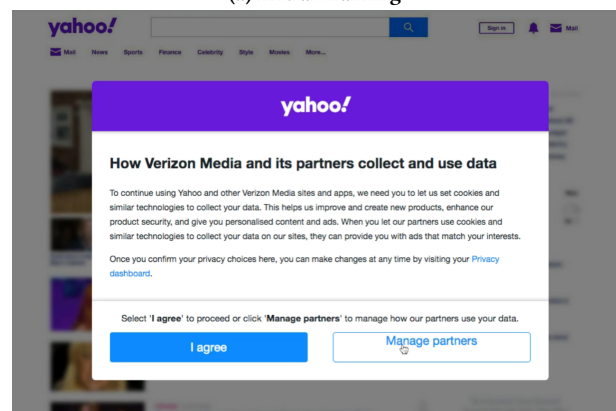 yahoo!
Sign in
Mail
Mail News Sports Finance Celebrity Style Movies More...
yahoo!
How Verizon Media and its partners collect and use data
To continue using Yahoo and other Verizon Media sites and apps, we need you to let us set cookies and
similar technologies to collect your data. This helps us improve and create new products, enhance our
product security, and give you personalised content and ads. When you let our partners use cookies and
similar technologies to collect your data on our sites, they can provide you with ads that match your interests.
Once you confirm your privacy choices here, you can make changes at any time by visiting your Privacy
dashboard.
Select 'I agree' to proceed or click 'Manage partners' to manage how our partners use your data.
I agree
Manage partners